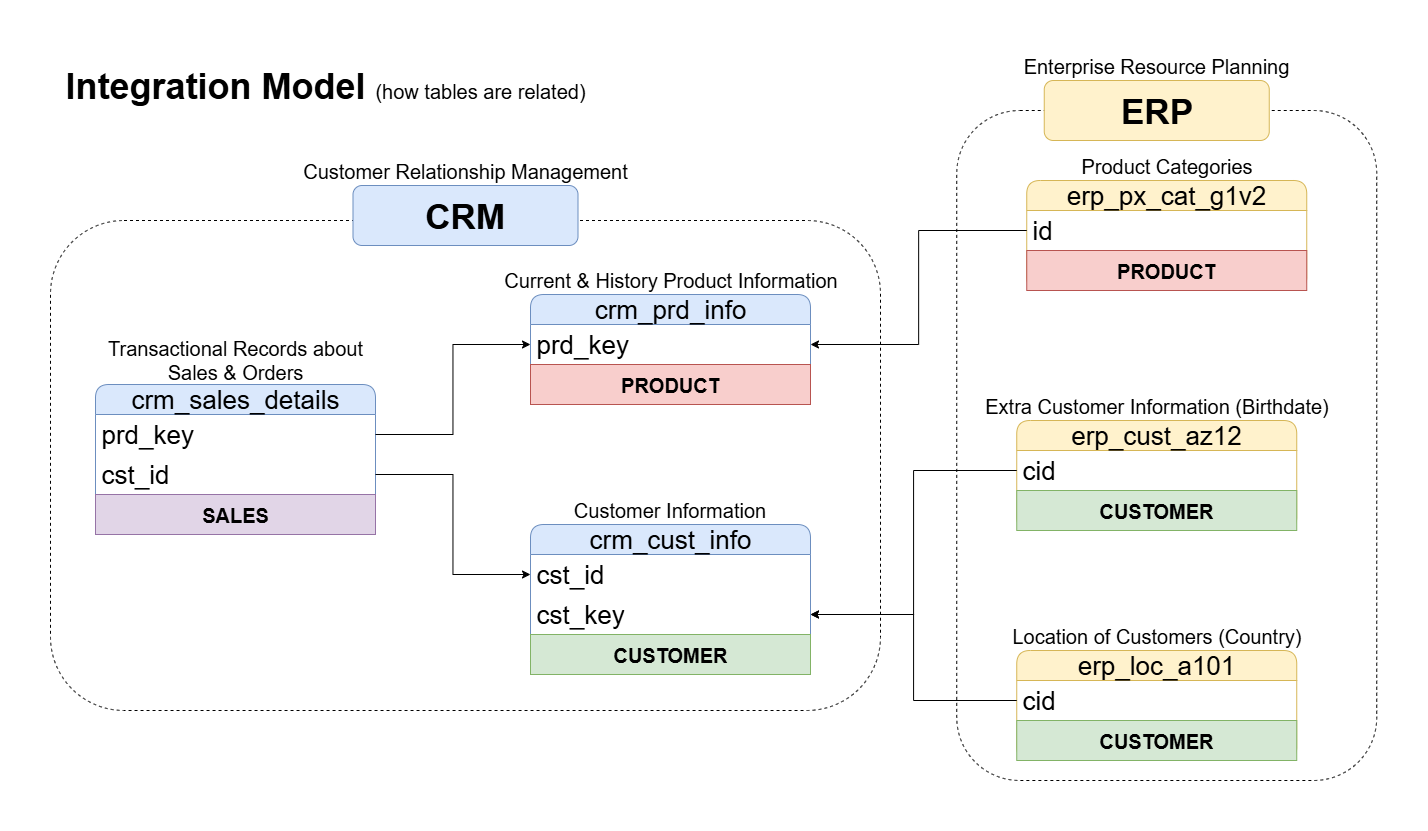 Integration Model (how tables are related)
Customer Relationship Management
CRM
Transactional Records about
Sales & Orders
crm_sales_details
prd_key
cst_id
SALES
Current & History Product Information
crm_prd_info
prd_key
PRODUCT
Customer Information
crm_cust_info
cst_id
cst_key
CUSTOMER
Enterprise Resource Planning
ERP
Product Categories
erp_px_cat_g1v2
id
PRODUCT
Extra Customer Information (Birthdate)
erp_cust_az12
cid
CUSTOMER
Location of Customers (Country)
erp_loc_a101
cid
CUSTOMER